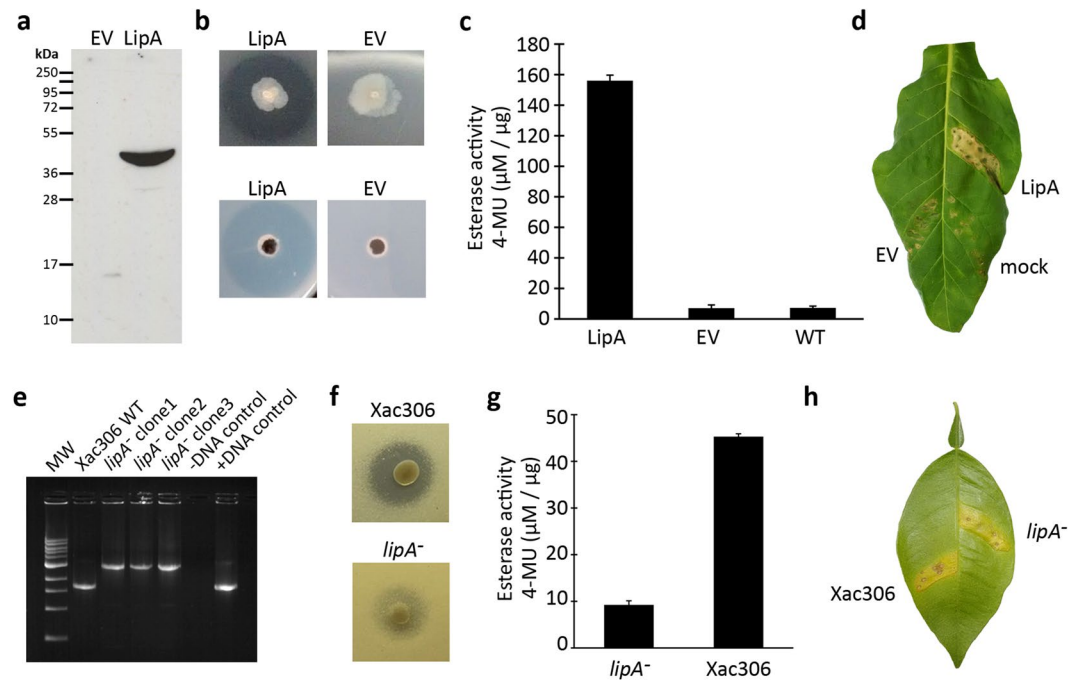 a
EV LipA
kDa
250
95
72
55
36
28
17
10
b
LipA EV
LipA EV
c
Esterase activity
4-MU (µM / µg)
180
160
140
120
100
80
60
40
20
0
LipA EV WT
d
LipA
EV
mock
e
MW
Xac306 WT
lipA⁻ clone1
lipA⁻ clone2
lipA⁻ clone3
-DNA control
+DNA control
f
Xac306
lipA⁻
g
Esterase activity
4-MU (µM / µg)
50
40
30
20
10
0
lipA⁻ Xac306
h
lipA⁻
Xac306